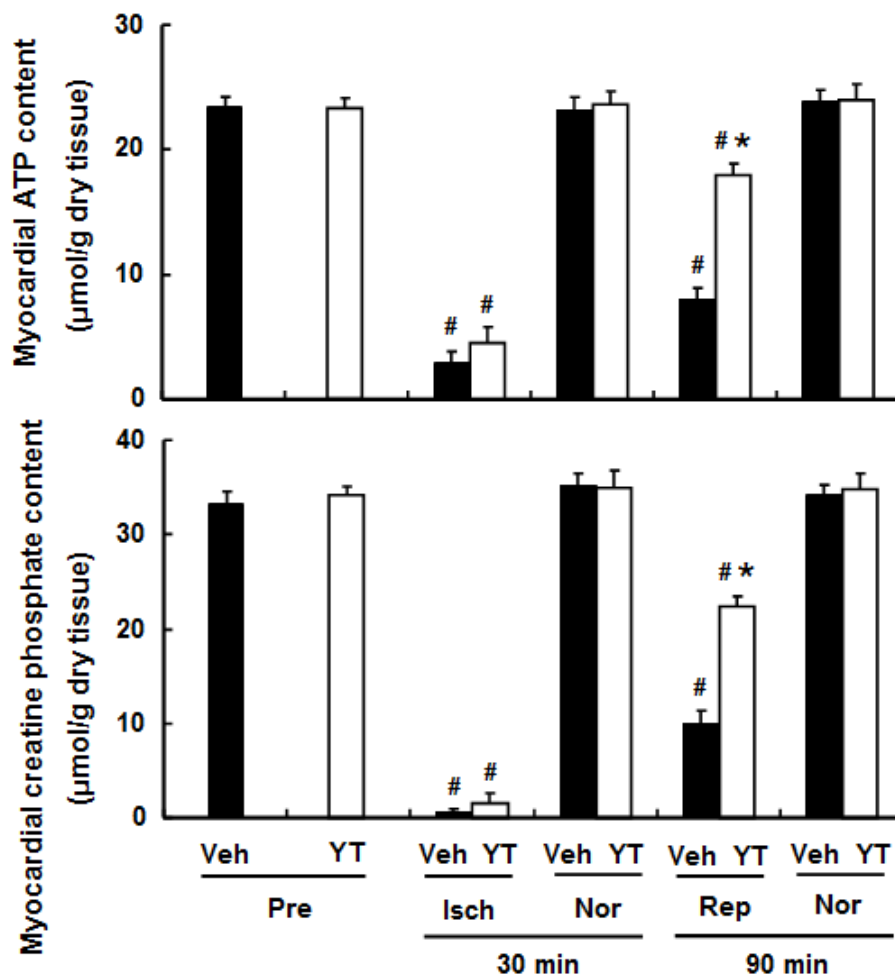 Myocardial ATP content
(µmol/g dry tissue)
30
20
10
0
# #
# #*
Myocardial creatine phosphate content
(µmol/g dry tissue)
40
30
20
10
0
# #
# #*
Veh YT Veh YT Veh YT Veh YT Veh YT
Pre Isch Nor Rep Nor
30 min 90 min